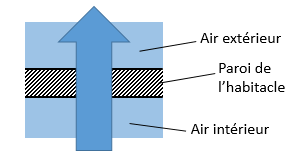 Air extérieur
Paroi de
l’habitacle
Air intérieur